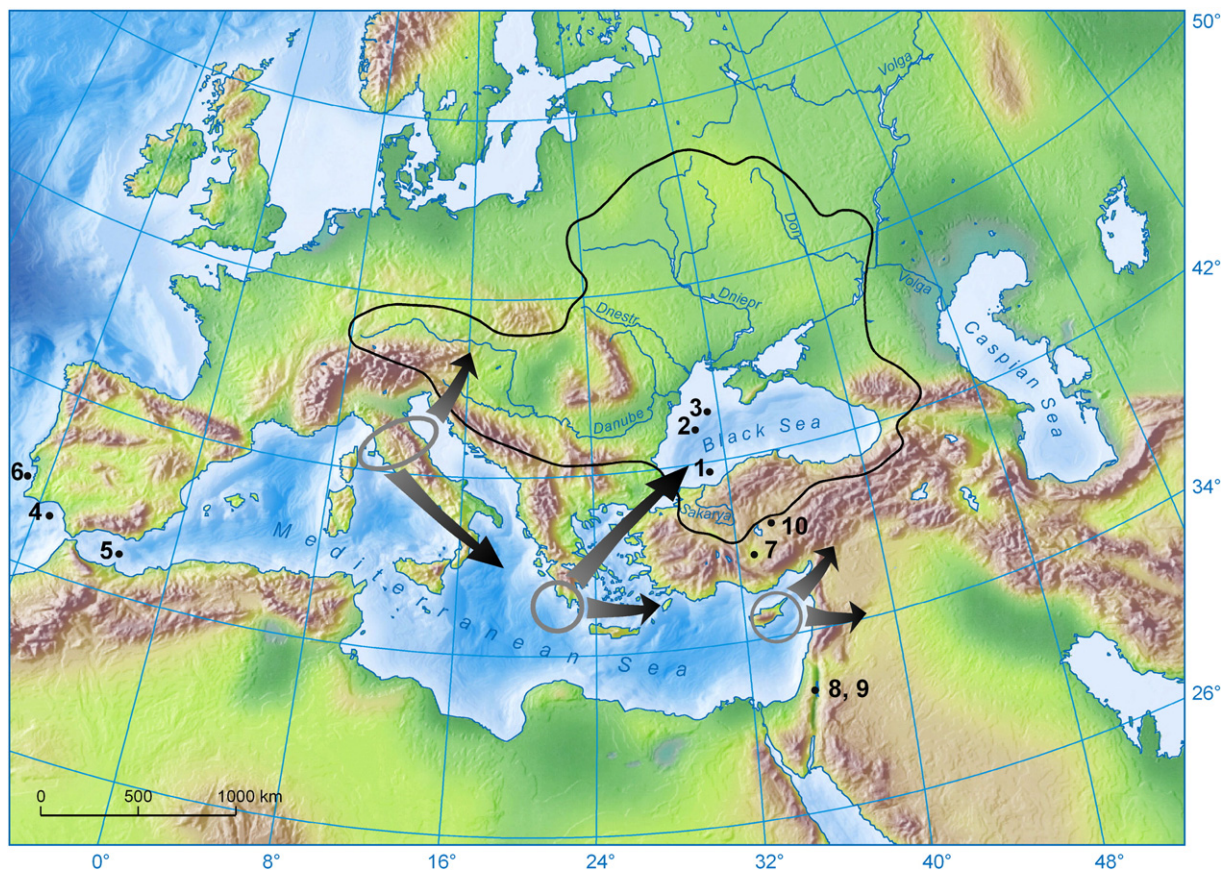 50°
Volga
Don
42°
Volga
Dniepr
Dnestr
Caspian Sea
3
Danube
2
Black Sea
6
1
34°
4
Sakarya
10
5
7
Mediterranean Sea
26°
8, 9
0 500 1000 km
0° 8° 16° 24° 32° 40° 48°